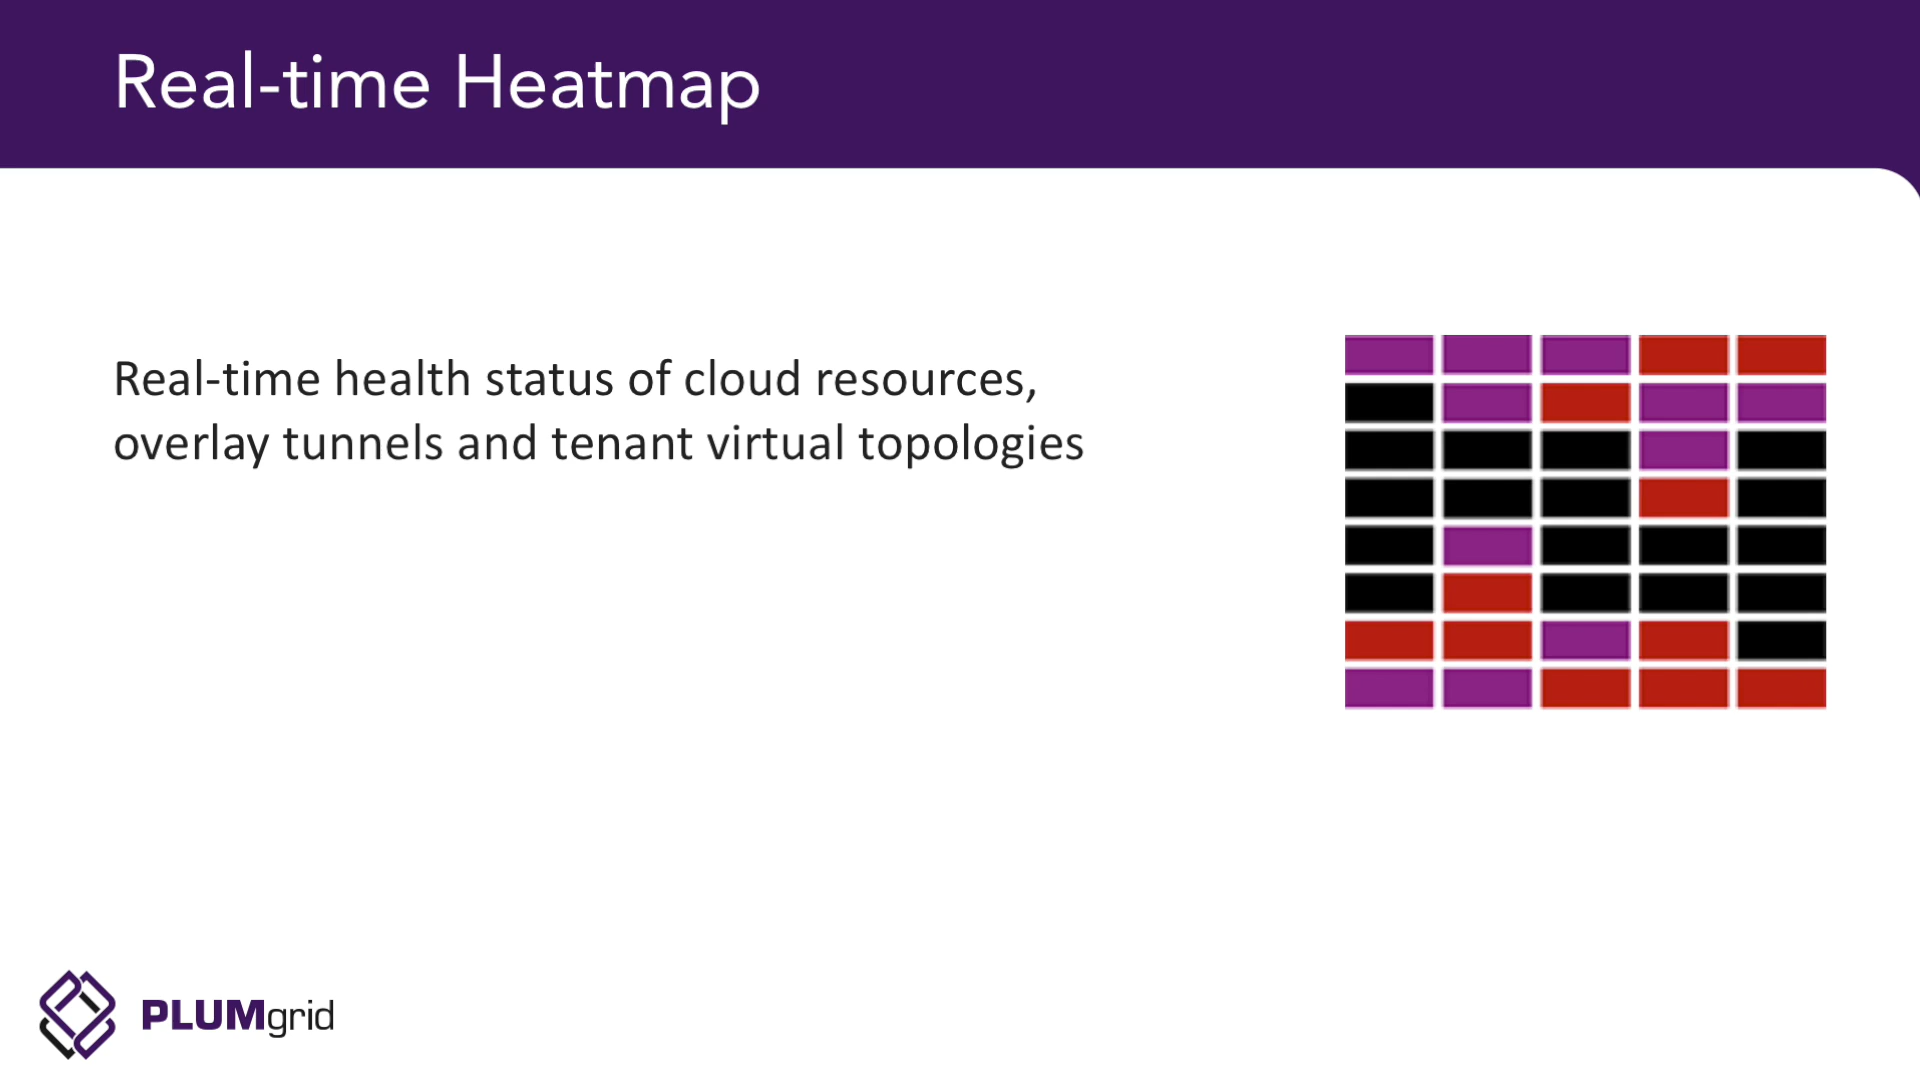 Real-time Heatmap
Real-time health status of cloud resources,
overlay tunnels and tenant virtual topologies
PLUMgrid